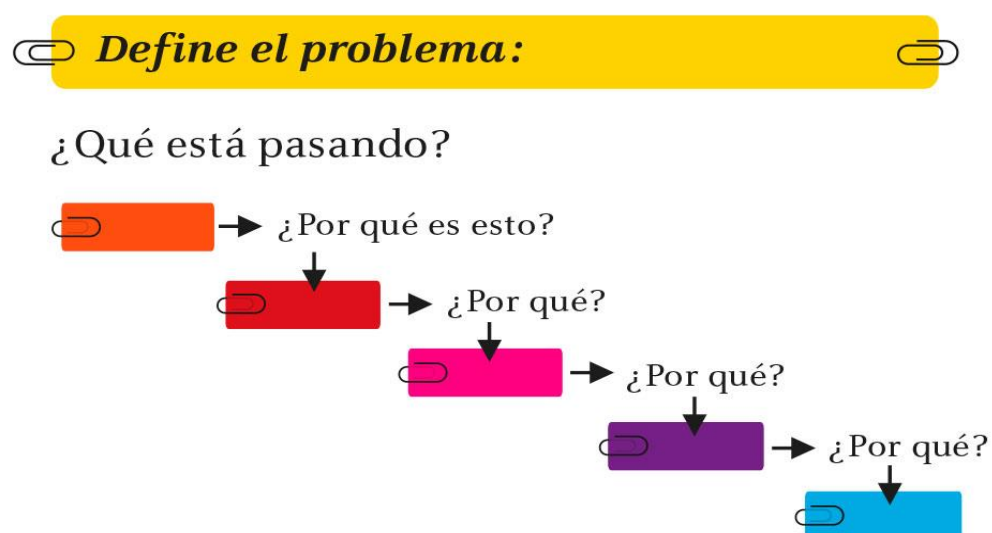 Define el problema:
¿Qué está pasando?
¿Por qué es esto?
¿Por qué?
¿Por qué?
¿Por qué?